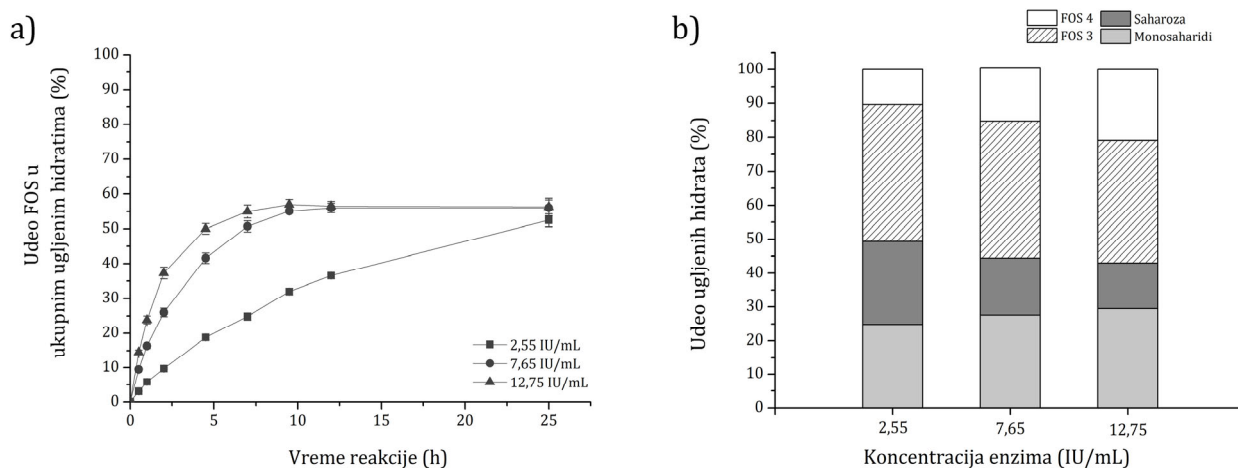 a)
Udeo FOS u
ukupnim ugljenim hidratima (%)
100
90
80
70
60
50
40
30
20
10
0
0
5
10
15
20
25
Vreme reakcije (h)
2,55 IU/mL
7,65 IU/mL
12,75 IU/mL
b)
FOS 4
Saharoza
FOS 3
Monosaharidi
Udeo ugljenih hidrata (%)
100
80
60
50
40
30
20
10
0
2,55
7,65
12,75
Koncentracija enzima (IU/mL)